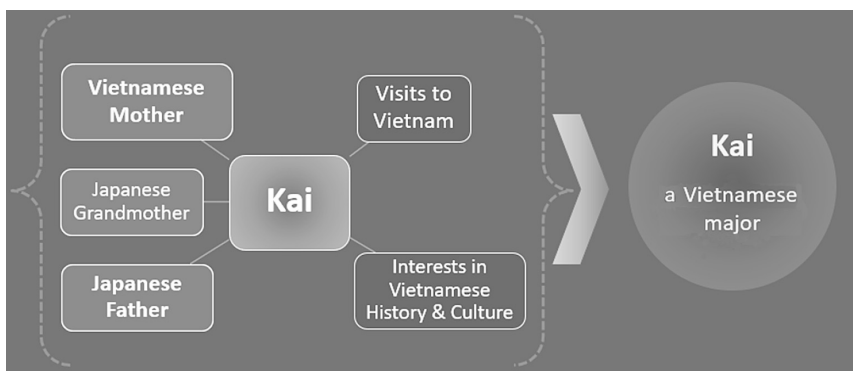 Vietnamese
Mother
Japanese
Grandmother
Japanese
Father
Kai
Visits to
Vietnam
Interests in
Vietnamese
History & Culture
Kai
a Vietnamese
major